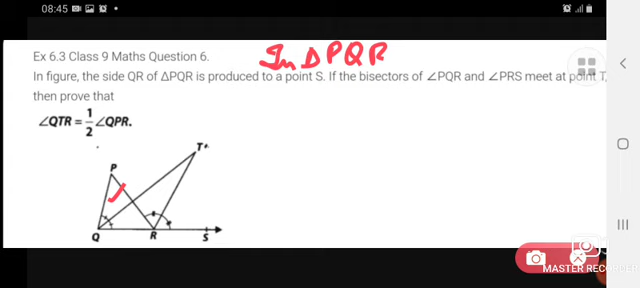 08:45
Ex 6.3 Class 9 Maths Question 6.
In Δ PQR
In figure, the side QR of ΔPQR is produced to a point S. If the bisectors of ∠PQR and ∠PRS meet at point T,
then prove that
∠QTR = 1/2 ∠QPR.
T
P
Q R S
MASTER RECORDER